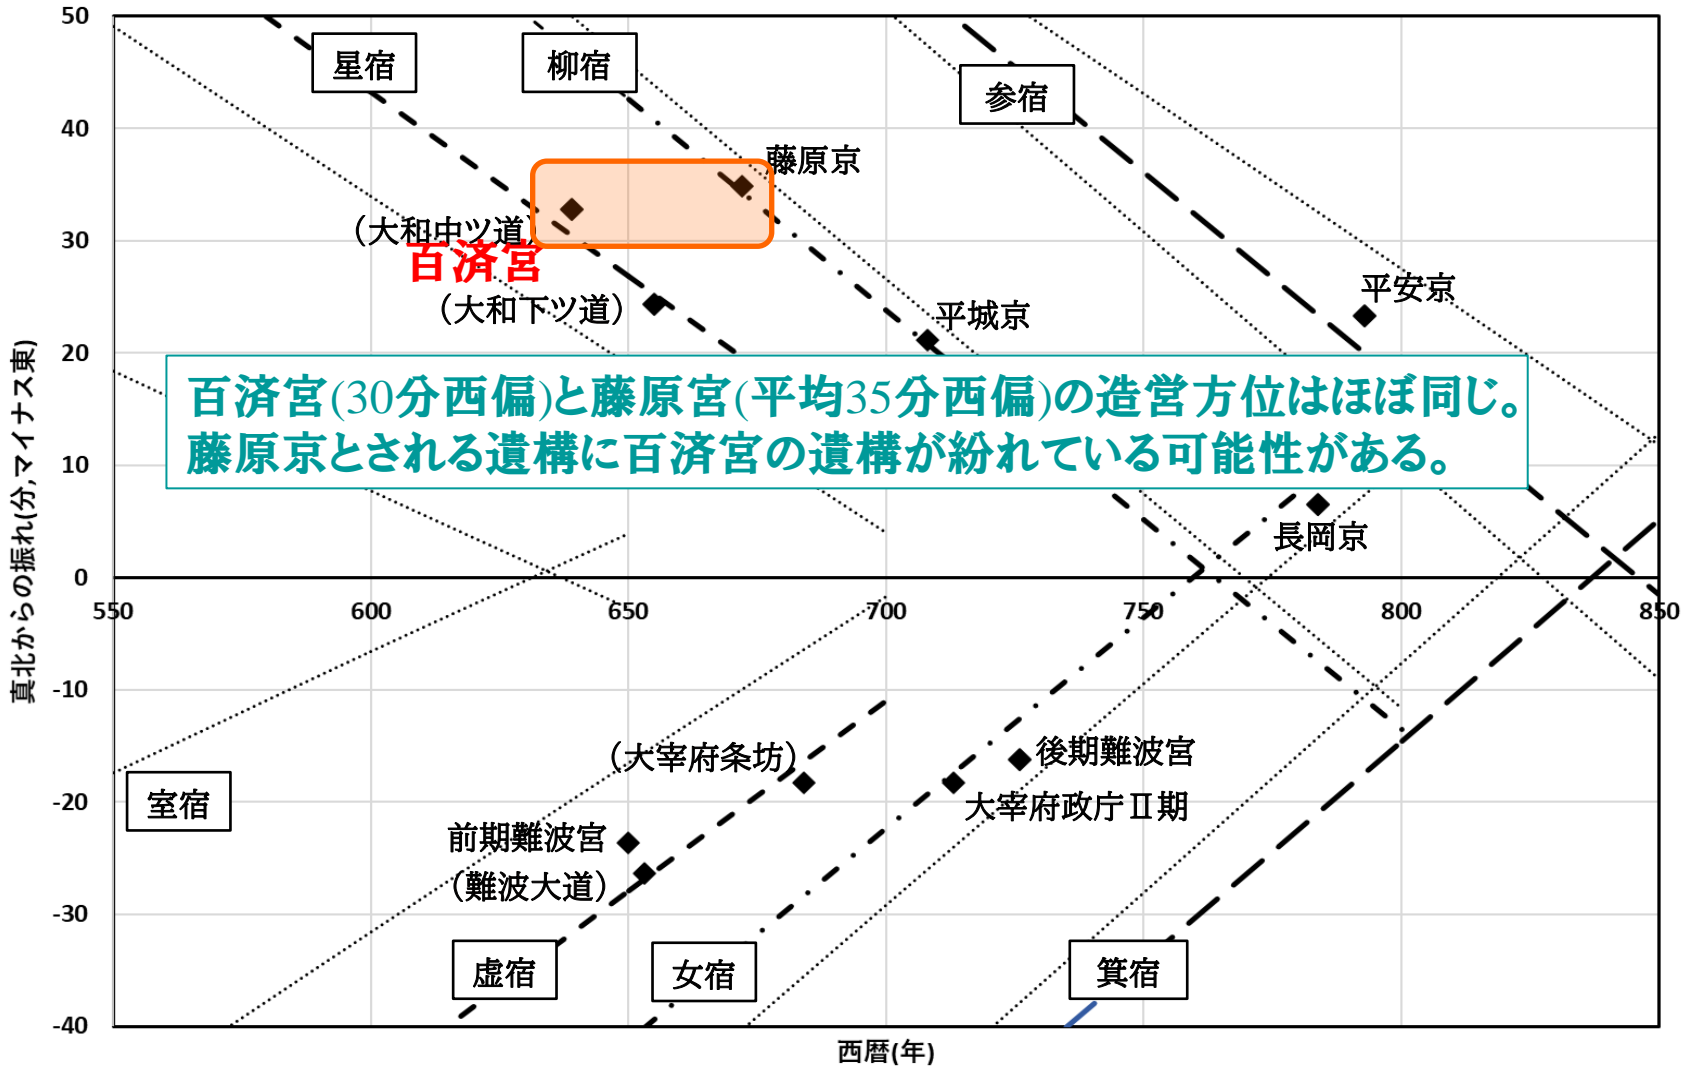 50
40
30
20
10
0
-10
-20
-30
-40
550
600
650
700
750
800
850
真北からの振れ(分,マイナス東)
西暦(年)
星宿
柳宿
参宿
藤原京
(大和中ツ道)
百済宮
(大和下ツ道)
平城京
平安京
百済宮(30分西偏)と藤原宮(平均35分西偏)の造営方位はほぼ同じ。
藤原京とされる遺構に百済宮の遺構が紛れている可能性がある。
長岡京
(大宰府条坊)
後期難波宮
室宿
大宰府政庁Ⅱ期
前期難波宮
(難波大道)
虚宿
女宿
箕宿